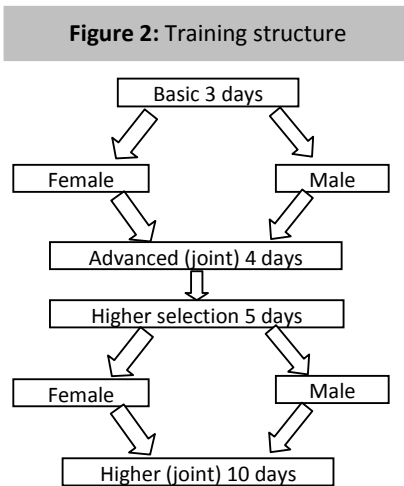 Figure 2: Training structure
Basic 3 days
Female
Male
Advanced (joint) 4 days
Higher selection 5 days
Female
Male
Higher (joint) 10 days